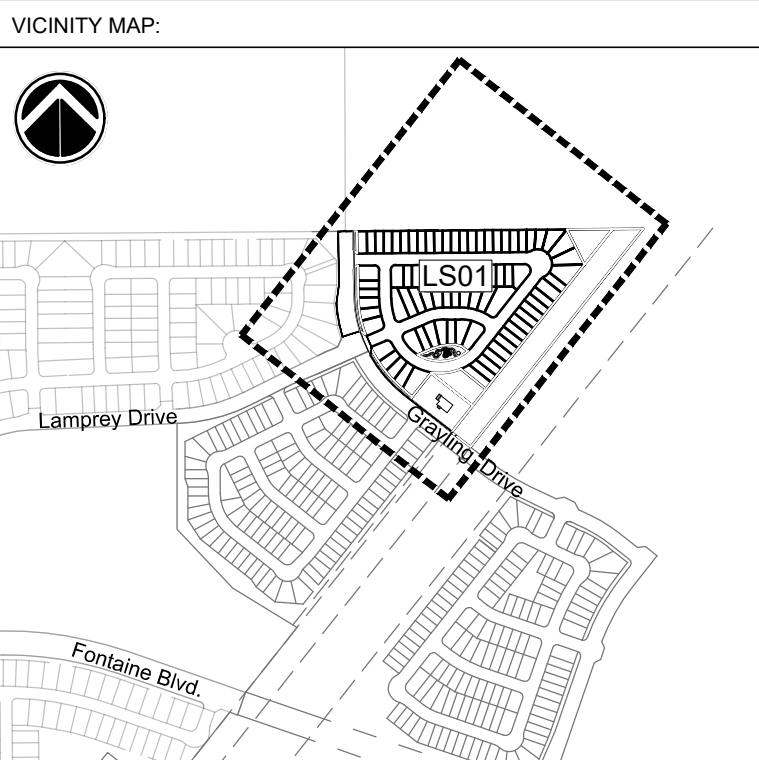 VICINITY MAP:
LS01
Lamprey Drive
Grayling Drive
Fontaine Blvd.